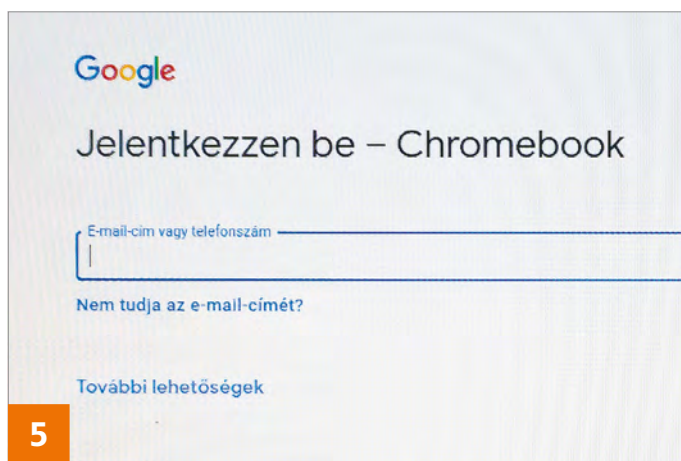 Google
Jelentkezzen be – Chromebook
E-mail-cím vagy telefonszám
Nem tudja az e-mail-címét?
További lehetőségek
5